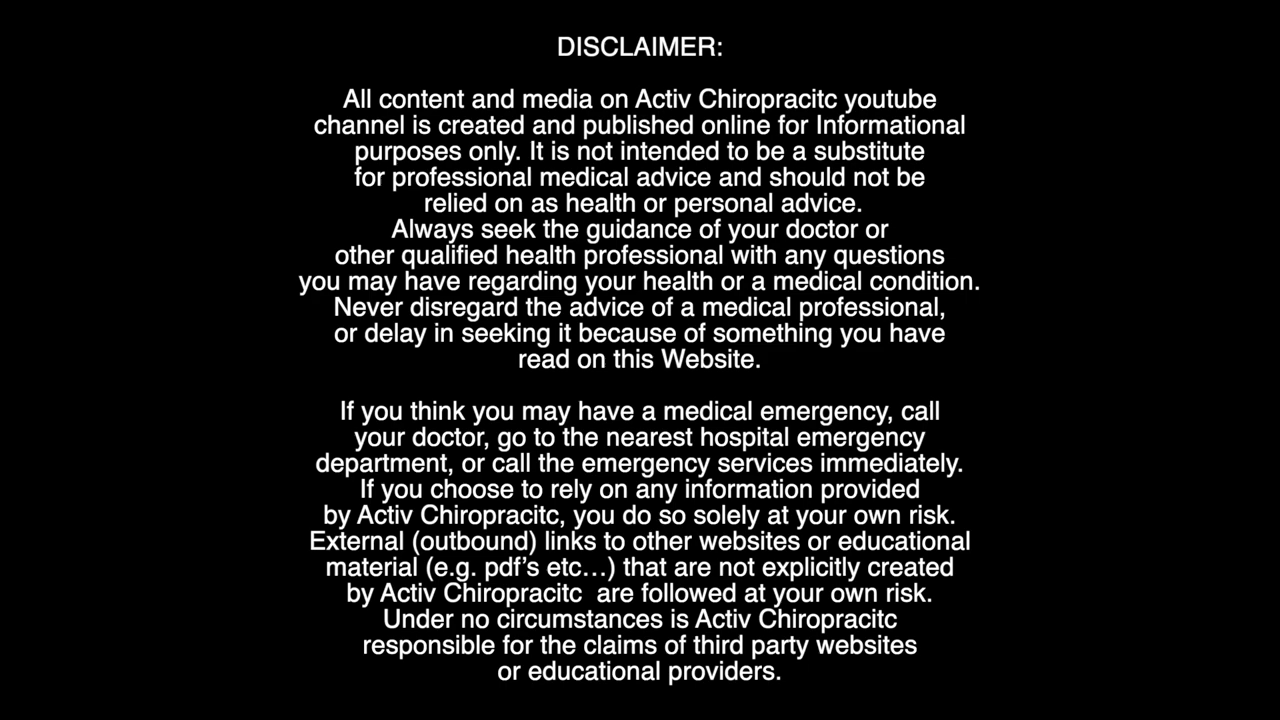 DISCLAIMER:
All content and media on Activ Chiropracitc youtube
channel is created and published online for Informational
purposes only. It is not intended to be a substitute
for professional medical advice and should not be
relied on as health or personal advice.
Always seek the guidance of your doctor or
other qualified health professional with any questions
you may have regarding your health or a medical condition.
Never disregard the advice of a medical professional,
or delay in seeking it because of something you have
read on this Website.
If you think you may have a medical emergency, call
your doctor, go to the nearest hospital emergency
department, or call the emergency services immediately.
If you choose to rely on any information provided
by Activ Chiropracitc, you do so solely at your own risk.
External (outbound) links to other websites or educational
material (e.g. pdf’s etc…) that are not explicitly created
by Activ Chiropracitc  are followed at your own risk.
Under no circumstances is Activ Chiropracitc
responsible for the claims of third party websites
or educational providers.